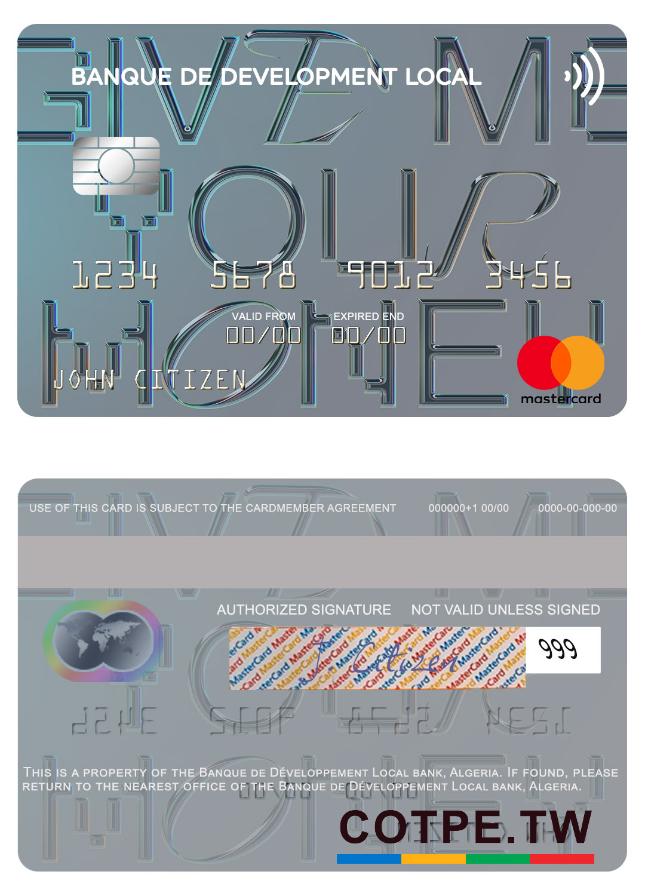 GIVE ME
BANQUE DE DEVELOPMENT LOCAL
YOUR
1234 5678 9012 3456
MONEY
VALID FROM EXPIRED END
00/00 00/00
JOHN CITIZEN
mastercard
USE OF THIS CARD IS SUBJECT TO THE CARDMEMBER AGREEMENT 000000+1 00/00 0000-00-000-00
AUTHORIZED SIGNATURE NOT VALID UNLESS SIGNED
MasterCard MasterCard MasterCard
J Citizen
999
THIS IS A PROPERTY OF THE BANQUE DE DÉVELOPPEMENT LOCAL BANK, ALGERIA. IF FOUND, PLEASE
RETURN TO THE NEAREST OFFICE OF THE BANQUE DE DÉVELOPPEMENT LOCAL BANK, ALGERIA.
COTPE.TW